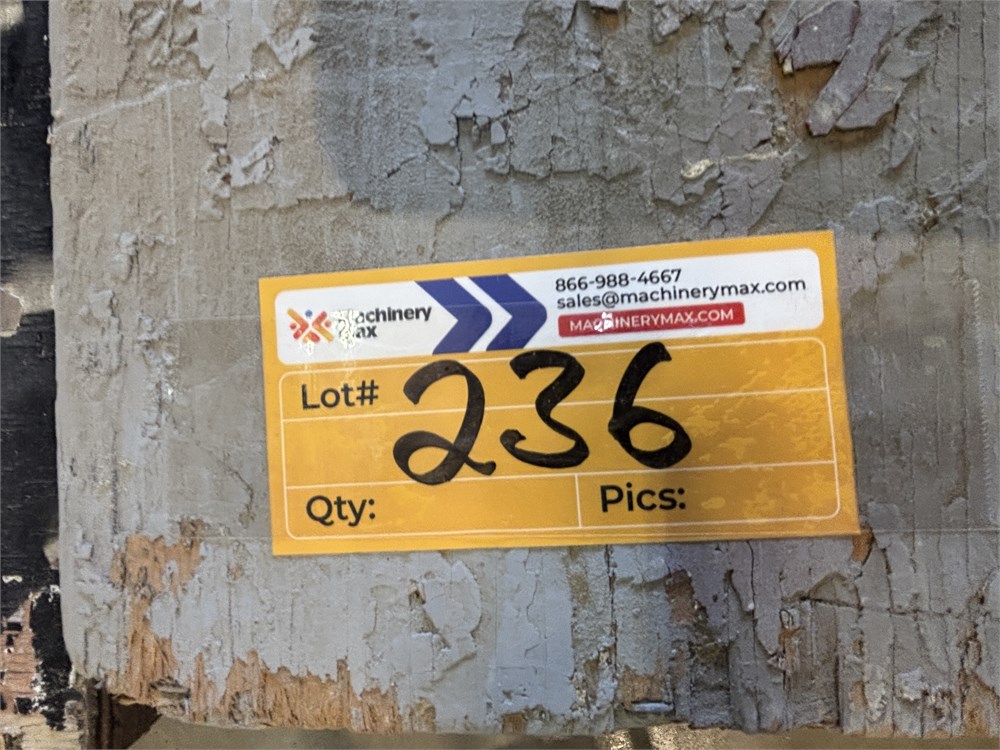 Machinery
Max
866-988-4667
sales@machinerymax.com
MACHINERYMAX.COM
Lot# 236
Qty:
Pics: